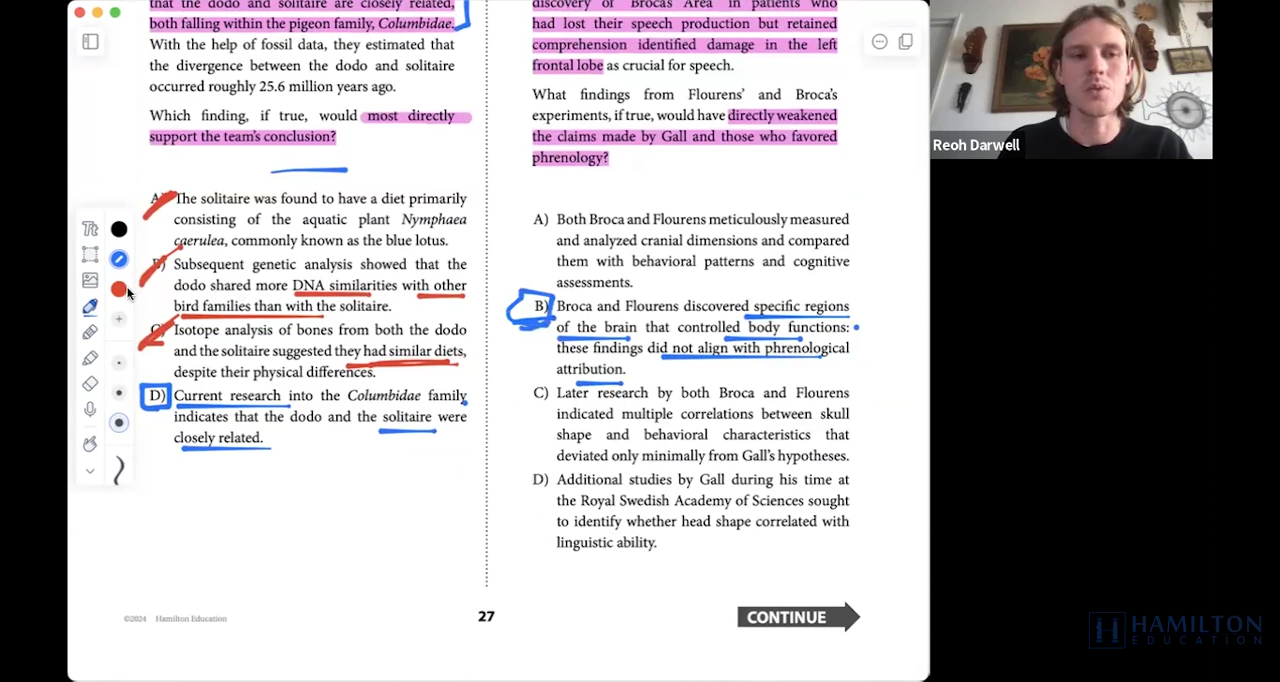 that the dodo and solitaire are closely related,
both falling within the pigeon family, Columbidae.
With the help of fossil data, they estimated that
the divergence between the dodo and solitaire
occurred roughly 25.6 million years ago.
Which finding, if true, would most directly
support the team's conclusion?
A) The solitaire was found to have a diet primarily
consisting of the aquatic plant Nymphaea
caerulea, commonly known as the blue lotus.
B) Subsequent genetic analysis showed that the
dodo shared more DNA similarities with other
bird families than with the solitaire.
C) Isotope analysis of bones from both the dodo
and the solitaire suggested they had similar diets,
despite their physical differences.
D) Current research into the Columbidae family
indicates that the dodo and the solitaire were
closely related.
discovery of Broca's Area in patients who
had lost their speech production but retained
comprehension identified damage in the left
frontal lobe as crucial for speech.
What findings from Flourens' and Broca's
experiments, if true, would have directly weakened
the claims made by Gall and those who favored
phrenology?
A) Both Broca and Flourens meticulously measured
and analyzed cranial dimensions and compared
them with behavioral patterns and cognitive
assessments.
B) Broca and Flourens discovered specific regions
of the brain that controlled body functions:
these findings did not align with phrenological
attribution.
C) Later research by both Broca and Flourens
indicated multiple correlations between skull
shape and behavioral characteristics that
deviated only minimally from Gall's hypotheses.
D) Additional studies by Gall during his time at
the Royal Swedish Academy of Sciences sought
to identify whether head shape correlated with
linguistic ability.
©2024 Hamilton Education
27
CONTINUE
Reoh Darwell
Tt
HAMILTON
EDUCATION